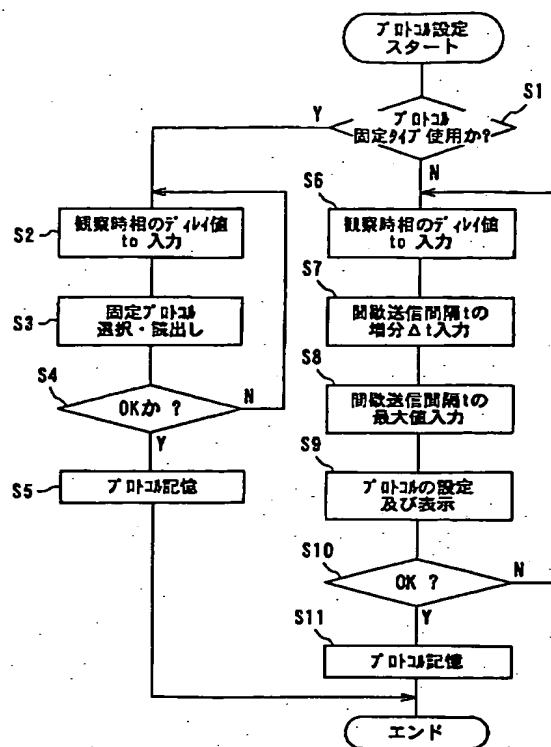 プロトコル設定
スタート
S1
Y
プロトコル
固定タイプ使用か?
N
S6
S2
観察時相のディレイ値
to 入力
観察時相のディレイ値
to 入力
S7
S3
固定プロトコル
選択・読出し
間歇送信間隔tの
増分Δt入力
S8
S4
OKか ?
N
間歇送信間隔tの
最大値入力
Y
S9
S5
プロトコル記憶
プロトコルの設定
及び表示
S10
OK ?
N
Y
S11
プロトコル記憶
エンド